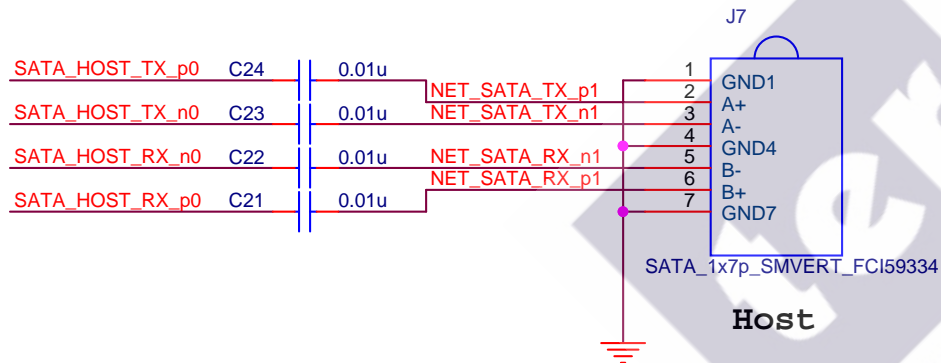 J7
SATA_HOST_TX_p0 C24 0.01u
NET_SATA_TX_p1
SATA_HOST_TX_n0 C23 0.01u
NET_SATA_TX_n1
SATA_HOST_RX_n0 C22 0.01u
NET_SATA_RX_n1
NET_SATA_RX_p1
SATA_HOST_RX_p0 C21 0.01u
1 GND1
2 A+
3 A-
4 GND4
5 B-
6 B+
7 GND7
SATA_1x7p_SMVERT_FCI59334
Host